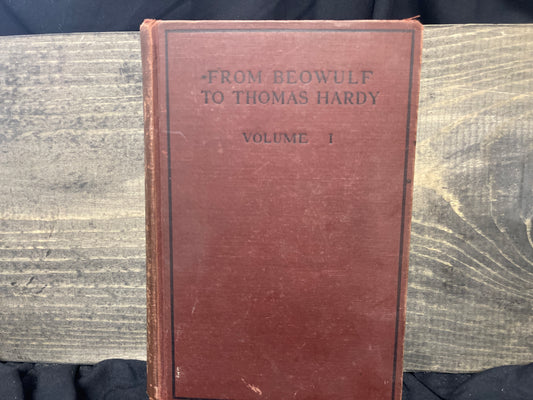 FROM BEOWULF
TO THOMAS HARDY
VOLUME I